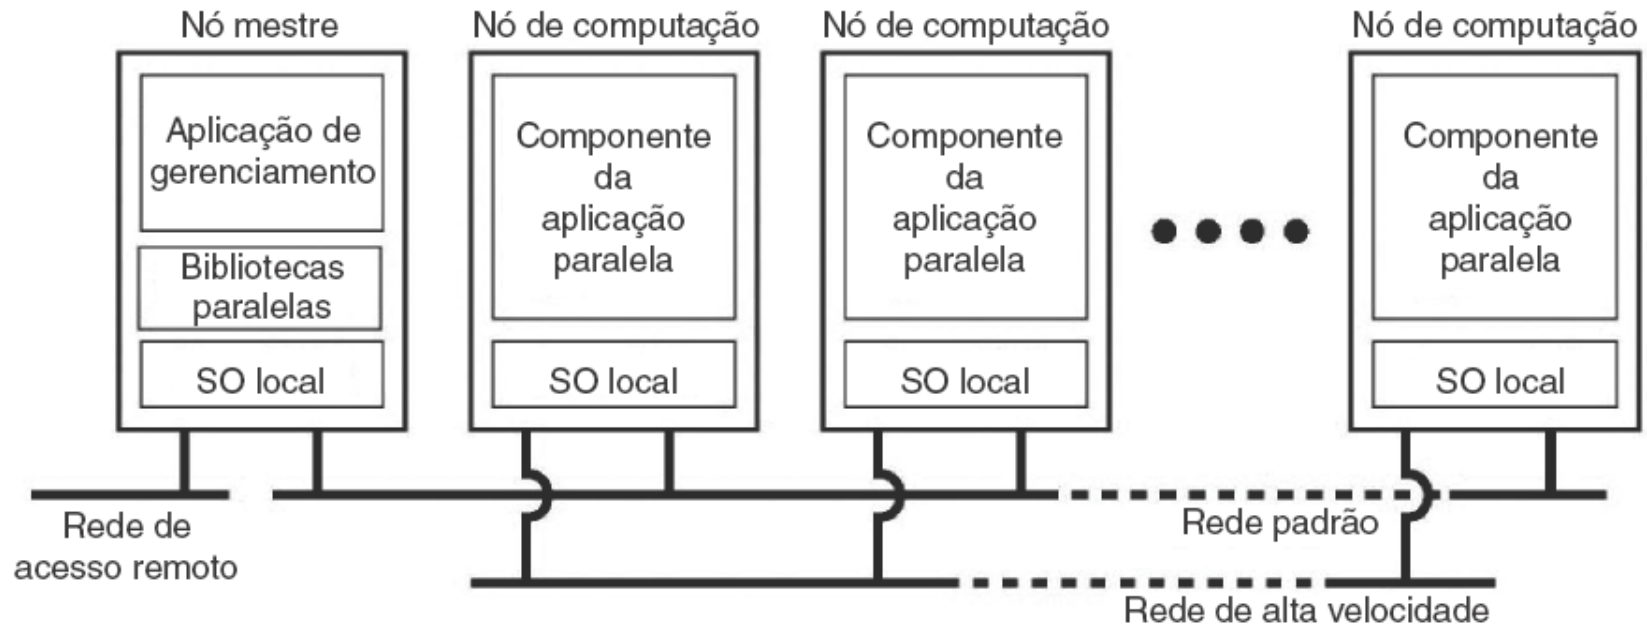 Nó mestre
Aplicação de
gerenciamento
Bibliotecas
paralelas
SO local
Nó de computação
Componente
da
aplicação
paralela
SO local
Nó de computação
Componente
da
aplicação
paralela
SO local
Nó de computação
Componente
da
aplicação
paralela
SO local
Rede de
acesso remoto
Rede padrão
Rede de alta velocidade